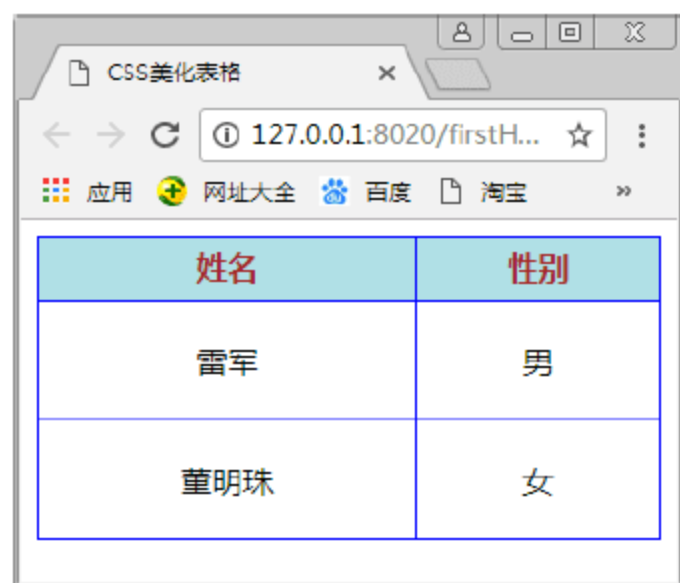 CSS美化表格
127.0.0.1:8020/firstH...
应用 网址大全 百度 淘宝 »
姓名 性别
雷军 男
董明珠 女